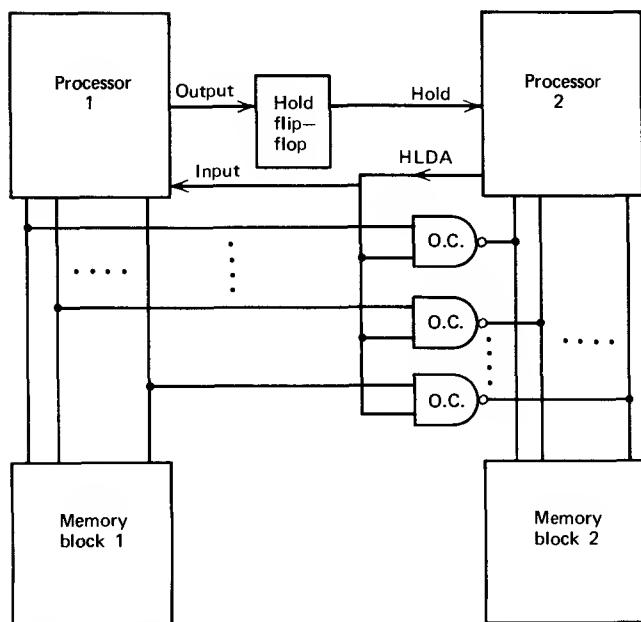 Processor
1
Output
Hold
flip–
flop
Hold
Processor
2
Input
HLDA
O.C.
O.C.
O.C.
Memory
block 1
Memory
block 2